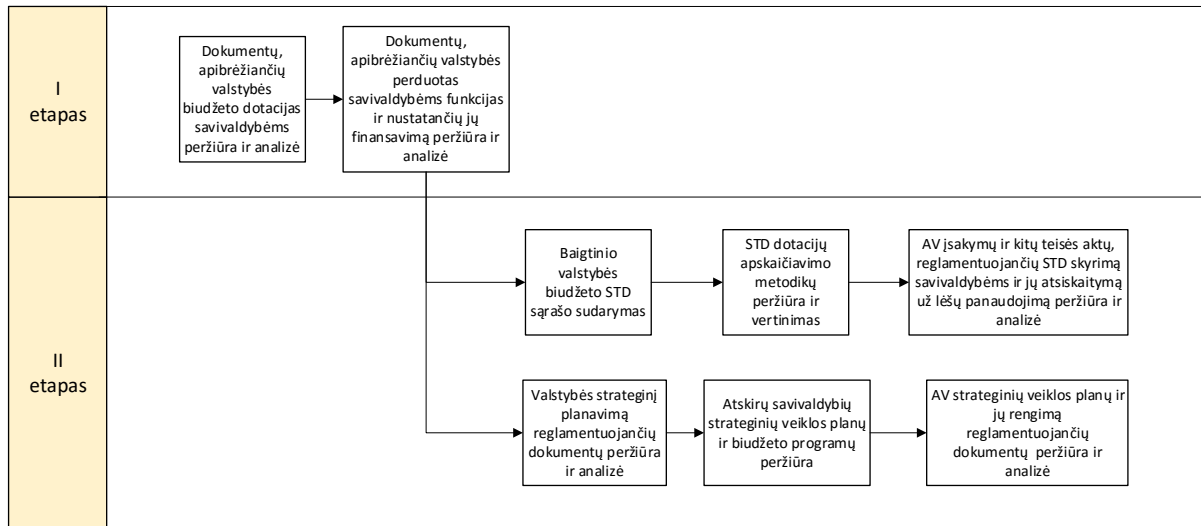 I
etapas
Dokumentų,
apibrėžiančių
valstybės
biudžeto dotacijas
savivaldybėms
peržiūra ir analizė
Dokumentų,
apibrėžiančių valstybės
perduotas
savivaldybėms funkcijas
ir nustatančių jų
finansavimą peržiūra ir
analizė
II
etapas
Baigtinio
valstybės
biudžeto STD
sąrašo sudarymas
STD dotacijų
apskaičiavimo
metodikų
peržiūra ir
vertinimas
AV įsakymų ir kitų teisės aktų,
reglamentuojančių STD skyrimą
savivaldybėms ir jų atsiskaitymą
už lėšų panaudojimą peržiūra ir
analizė
Valstybės strateginį
planavimą
reglamentuojančių
dokumentų peržiūra
ir analizė
Atskirų savivaldybių
strateginių veiklos planų
ir biudžeto programų
peržiūra
AV strateginių veiklos planų ir
jų rengimą
reglamentuojančių
dokumentų peržiūra ir
analizė